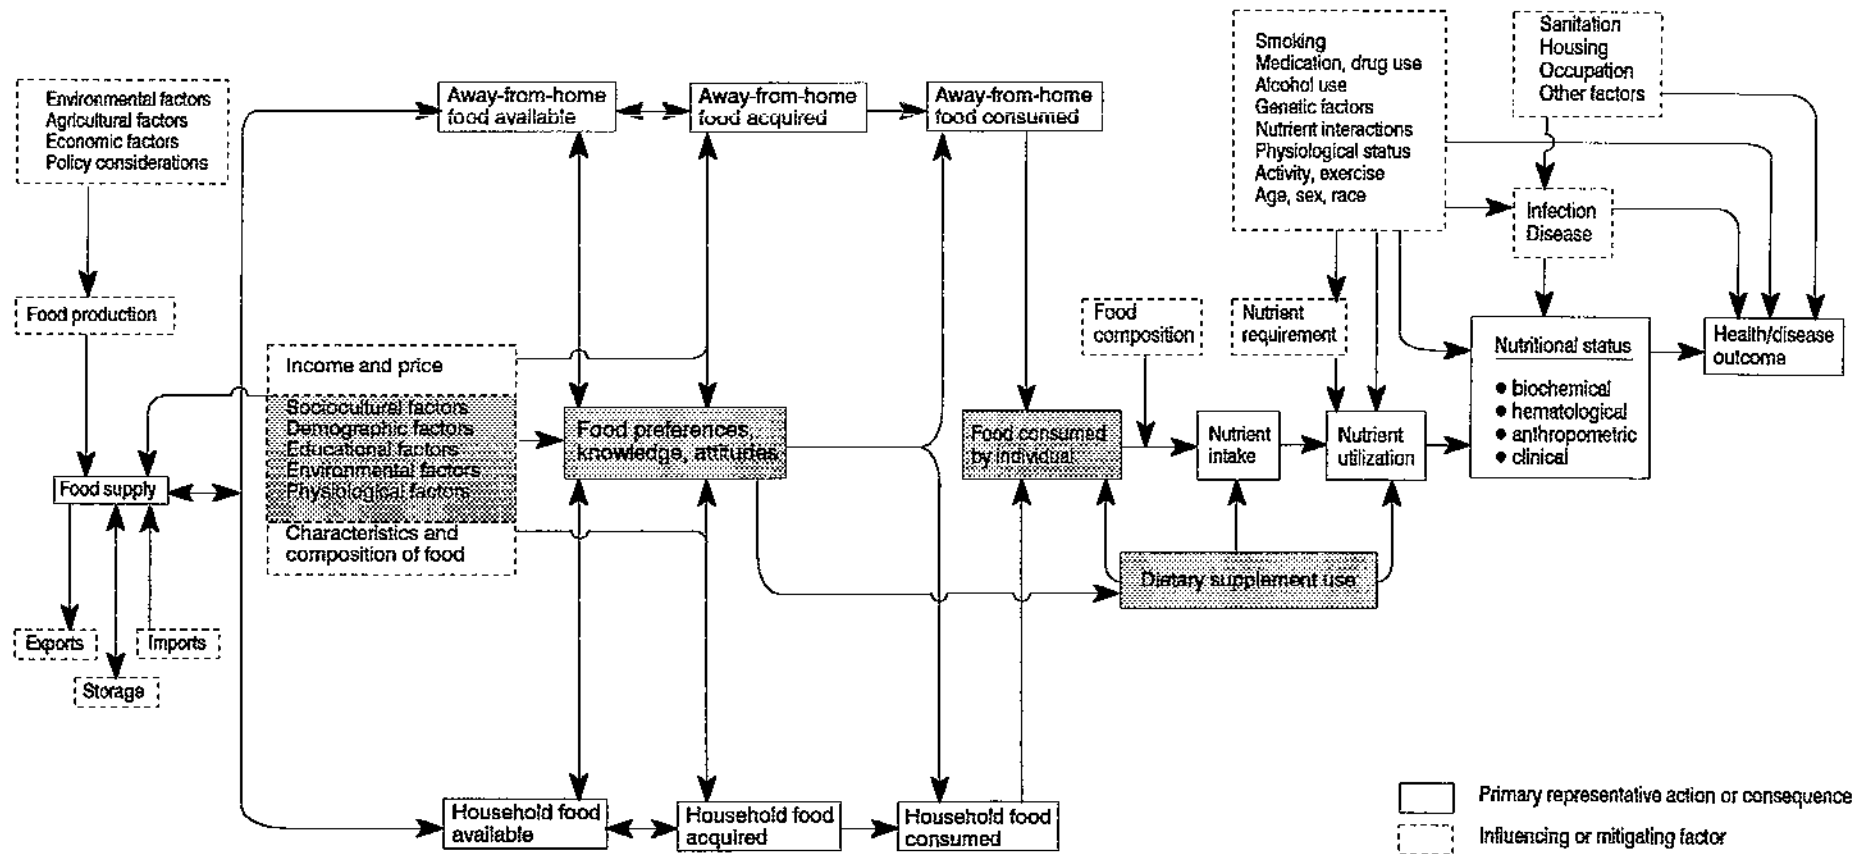 Environmental factors
Agricultural factors
Economic factors
Policy considerations
Food production
Food supply
Exports
Imports
Storage
Income and price
Sociocultural factors
Demographic factors
Educational factors
Environmental factors
Physiological factors
Characteristics and
composition of food
Away-from-home
food available
Away-from-home
food acquired
Away-from-home
food consumed
Food preferences,
knowledge, attitudes
Household food
available
Household food
acquired
Household food
consumed
Food consumed
by individual
Food
composition
Nutrient
intake
Dietary supplement use
Smoking
Medication, drug use
Alcohol use
Genetic factors
Nutrient interactions
Physiological status
Activity, exercise
Age, sex, race
Nutrient
requirement
Nutrient
utilization
Sanitation
Housing
Occupation
Other factors
Infection
Disease
Nutritional status
● biochemical
● hematological
● anthropometric
● clinical
Health/disease
outcome
Primary representative action or consequence
Influencing or mitigating factor